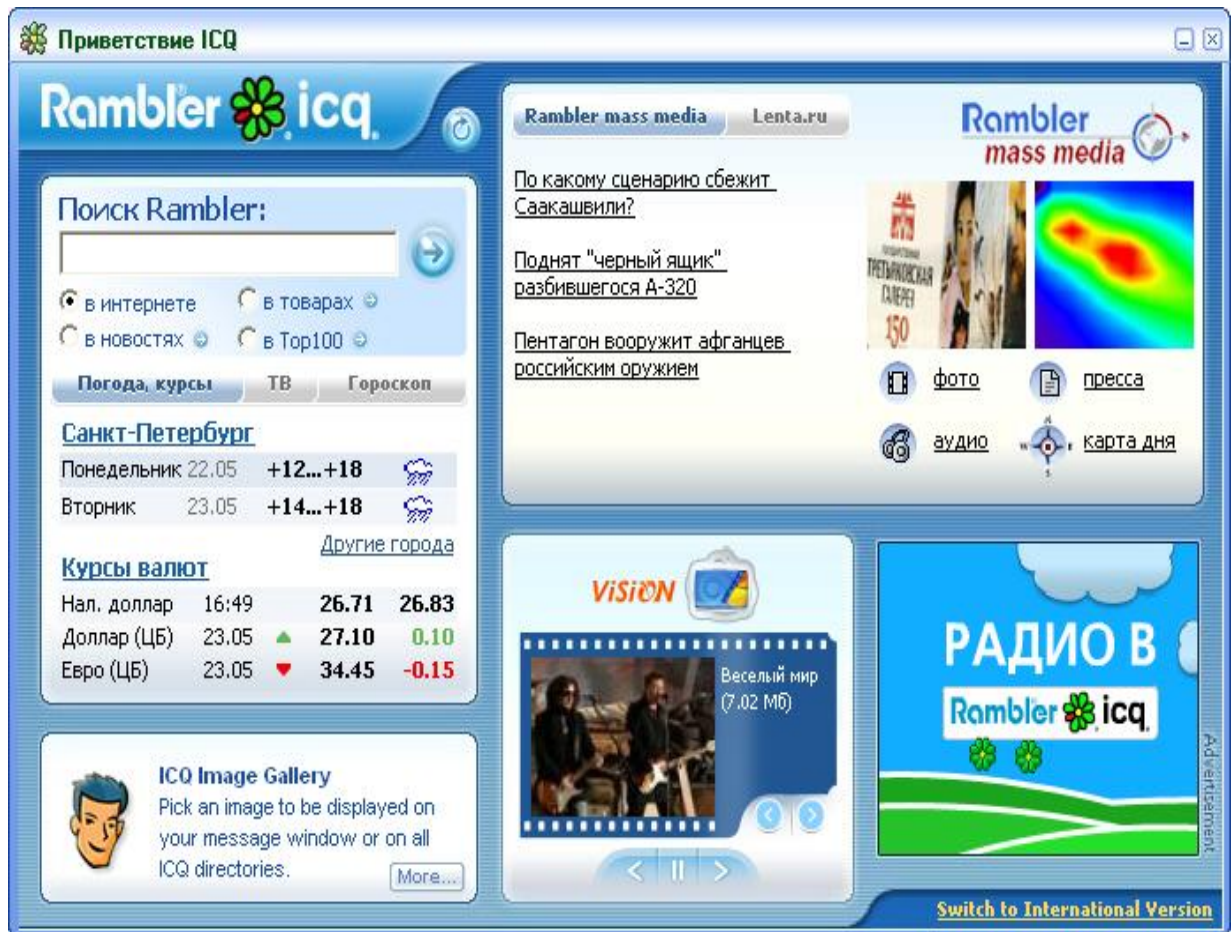 Приветствие ICQ
Rambler icq
Поиск Rambler:
в интернете в товарах
в новостях в Top100
Погода, курсы ТВ Гороскоп
Санкт-Петербург
Понедельник 22.05 +12...+18
Вторник 23.05 +14...+18
Другие города
Курсы валют
Нал. доллар 16:49 26.71 26.83
Доллар (ЦБ) 23.05 27.10 0.10
Евро (ЦБ) 23.05 34.45 -0.15
ICQ Image Gallery
Pick an image to be displayed on
your message window or on all
ICQ directories.
More...
Rambler mass media Lenta.ru
По какому сценарию сбежит
Саакашвили?
Поднят "черный ящик"
разбившегося А-320
Пентагон вооружит афганцев
российским оружием
Rambler
mass media
ТРЕТЬЯКОВСКАЯ
ГАЛЕРЕЯ
150
фото пресса
аудио карта дня
ViSiON
Веселый мир
(7.02 Мб)
РАДИО В
Rambler icq
Advertisement
Switch to International Version